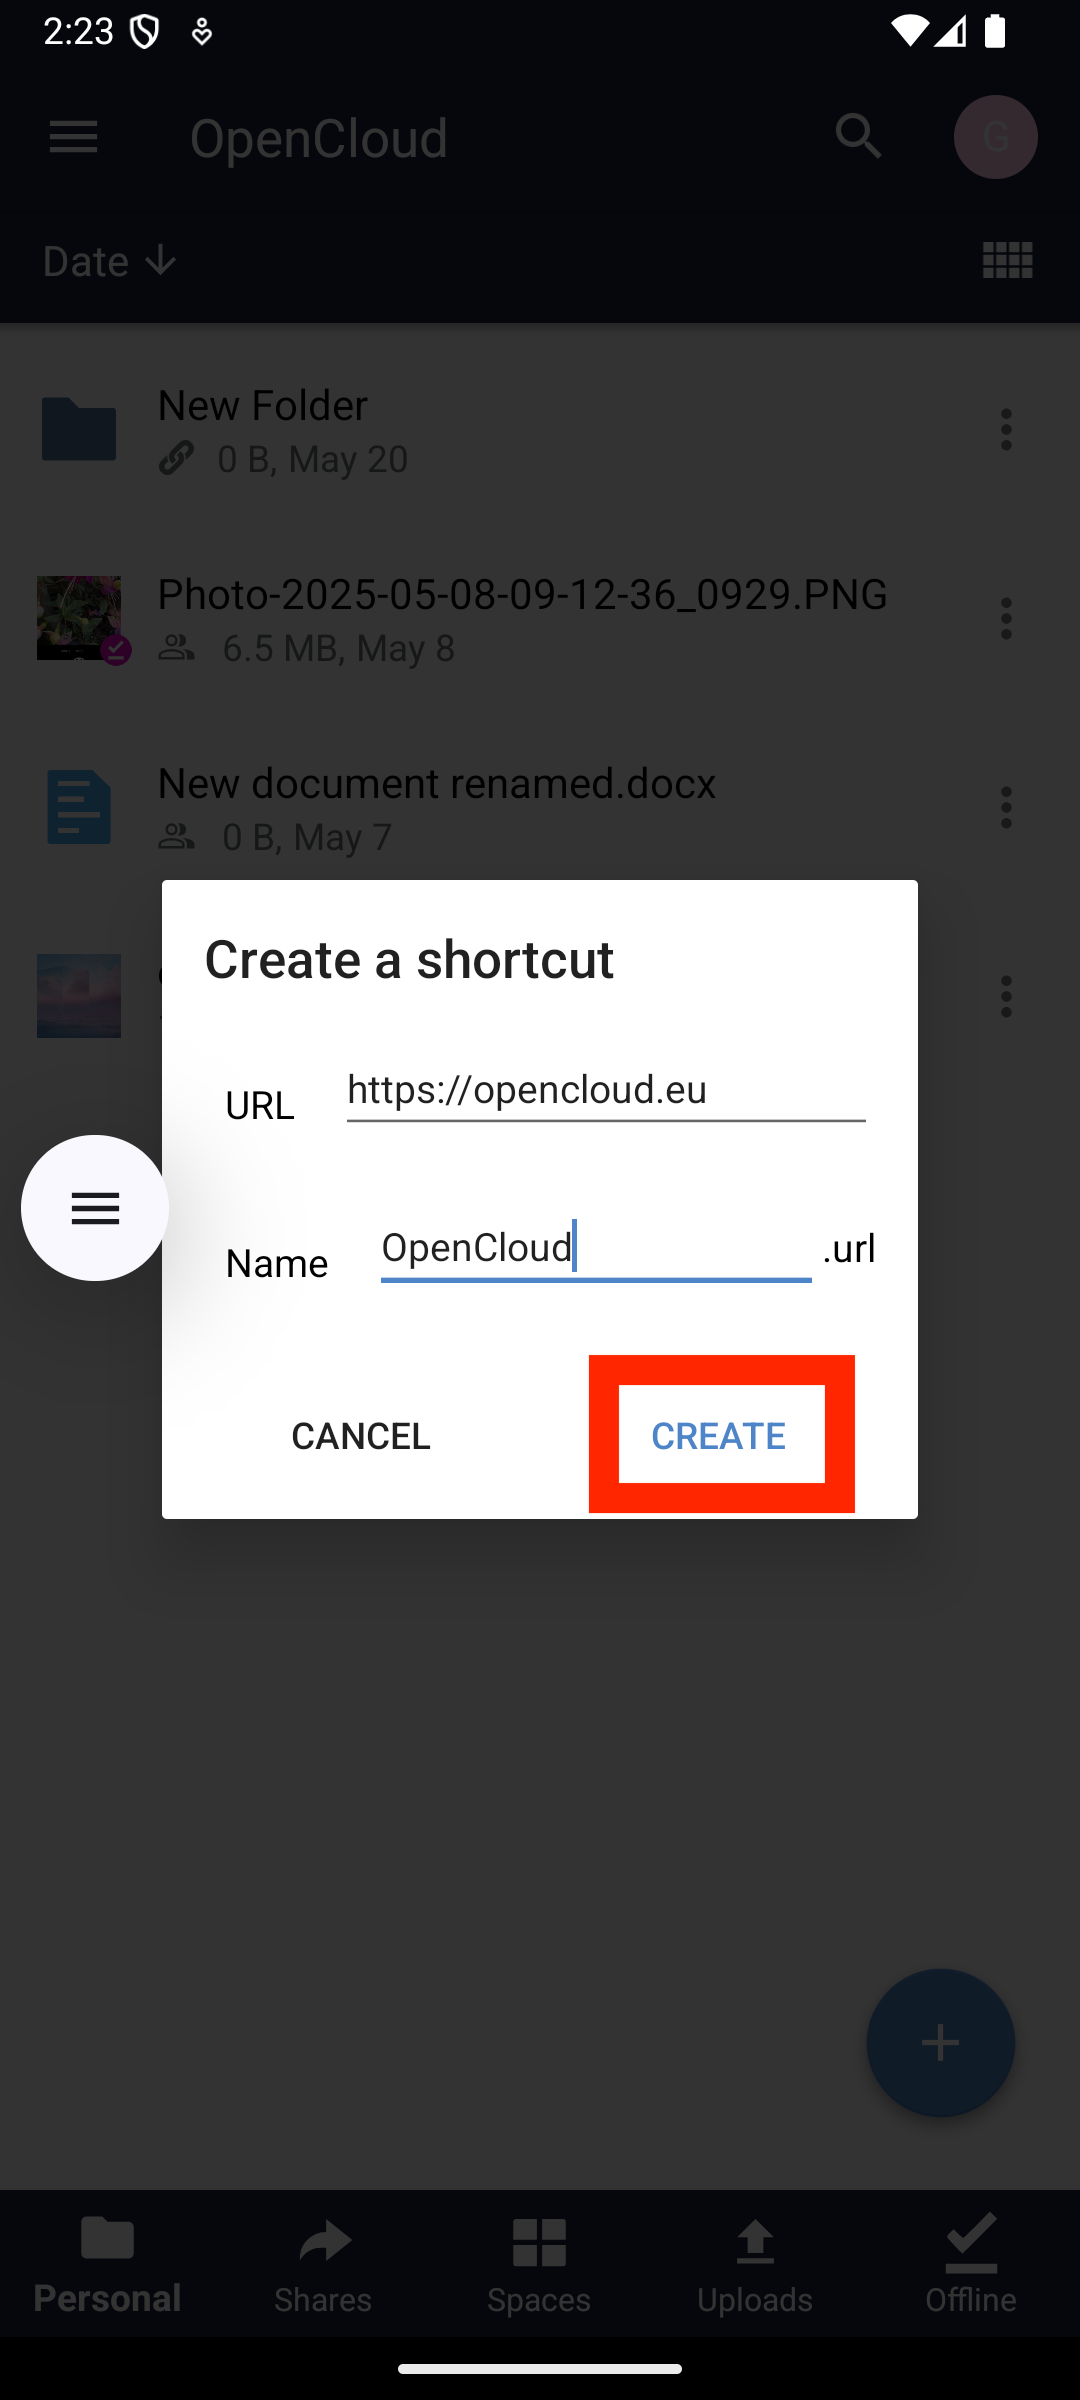 2:23
OpenCloud
G
Date
New Folder
0 B, May 20
Photo-2025-05-08-09-12-36_0929.PNG
6.5 MB, May 8
New document renamed.docx
0 B, May 7
Create a shortcut
URL https://opencloud.eu
Name OpenCloud .url
CANCEL CREATE
Personal Shares Spaces Uploads Offline